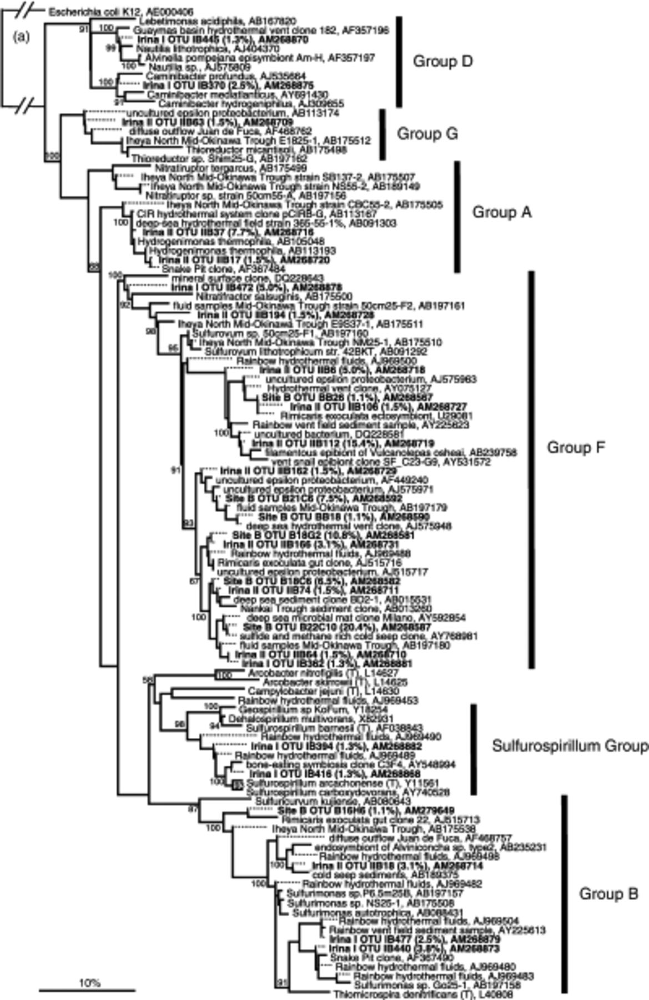 Escherichia coli K12, AE000406
(a)
Lebetimonas acidiphila, AB167820
91
100
Guaymas basin hydrothermal vent clone 182, AF357196
Irina I OTU IB445 (1.3%), AM268870
99
Nautilia lithotrophica, AJ404370
Alvinella pompejana episymbiont Am-H, AF357197
100
Nautilia sp., AJ575809
Caminibacter profundus, AJ535664
100
Irina I OTU IB370 (2.5%), AM268875
Caminibacter mediatlanticus, AY691430
91
Caminibacter hydrogeniphilus, AJ309655
Group D
uncultured epsilon proteobacterium, AB113174
Irina II OTU IIB63 (1.5%), AM268709
diffuse outflow Juan de Fuca, AF468762
Iheya North Mid-Okinawa Trough E1825-1, AB175512
Thioreductor micantisoli, AB175498
Thioreductor sp. Shim25-G, AB197162
Group G
100
Nitratiruptor tergarcus, AB175499
Iheya North Mid-Okinawa Trough strain SB137-2, AB175507
Iheya North Mid-Okinawa Trough strain NS55-2, AB189149
Nitratiruptor sp. strain 50cm55-A, AB197156
Iheya North Mid-Okinawa Trough strain CBC55-2, AB175505
CIR hydrothermal system clone pCIRB-G, AB113167
100
deep-sea hydrothermal field strain 365-55-1%, AB091303
Irina II OTU IIB37 (7.7%), AM268716
Hydrogenimonas thermophila, AB105048
Hydrogenimonas thermophila, AB113193
Irina II OTU IIB17 (1.5%), AM268720
Snake Pit clone, AF367484
Group A
100
mineral surface clone, DQ228643
Irina I OTU IB472 (5.0%), AM268878
Nitratifractor salsuginis, AB175500
92
fluid samples Mid-Okinawa Trough strain 50cm25-F2, AB197161
Irina II OTU IIB194 (1.5%), AM268728
Iheya North Mid-Okinawa Trough E9S37-1, AB175511
98
Sulfurovum sp. 50cm25-F1, AB197160
Iheya North Mid-Okinawa Trough NM25-1, AB175510
95
Sulfurovum lithotrophicum str. 42BKT, AB091292
Rainbow hydrothermal fluids, AJ969500
Irina II OTU IIB6 (5.0%), AM268718
uncultured epsilon proteobacterium, AJ575963
Hydrothermal vent clone, AY075127
Site B OTU BB26 (1.1%), AM268567
Irina II OTU IIB106 (1.5%), AM268727
Rimicaris exoculata ectosymbiont, U29081
Rainbow vent field sediment sample, AY225623
100
uncultured bacterium, DQ228581
Irina II OTU IIB112 (15.4%), AM268719
filamentous epibiont of Vulcanolepas osheai, AB239758
vent snail epibiont clone SF_C23-G9, AY531572
91
Irina II OTU IIB162 (1.5%), AM268729
uncultured epsilon proteobacterium, AF449240
uncultured epsilon proteobacterium, AJ575971
Site B OTU B21C6 (7.5%), AM268592
fluid samples Mid-Okinawa Trough, AB197179
Site B OTU BB18 (1.1%), AM268590
93
deep sea hydrothermal vent clone, AJ575948
Site B OTU B18G2 (10.8%), AM268581
Irina II OTU IIB166 (3.1%), AM268731
Rainbow hydrothermal fluids, AJ969488
Rimicaris exoculata gut clone, AJ515716
uncultured epsilon proteobacterium, AJ515717
67
Site B OTU B18C6 (6.5%), AM268582
Irina II OTU IIB74 (1.5%), AM268711
deep sea sediment clone BD2-1, AB015531
Nankai Trough sediment clone, AB013260
100
deep sea microbial mat clone Milano, AY592854
Site B OTU B22C10 (20.4%), AM268587
sulfide and methane rich cold seep clone, AY768981
fluid samples Mid-Okinawa Trough, AB197180
Irina II OTU IIB64 (1.5%), AM268710
Irina I OTU IB382 (1.3%), AM268881
Group F
Arcobacter nitrofigilis (T), L14627
100
58
Arcobacter skirrowii (T), L14625
Campylobacter jejuni (T), L14630
Rainbow hydrothermal fluids, AJ969453
100
Geospirillum sp KoFum, Y18254
Dehalospirillum multivorans, X82931
98
94
Sulfurospirillum barnesii (T), AF038843
Rainbow hydrothermal fluids, AJ969490
Irina I OTU IB394 (1.3%), AM268882
Rainbow hydrothermal fluids, AJ969489
bone-eating symbiosis clone C3F4, AY548994
Irina I OTU IB416 (1.3%), AM268868
100
Sulfurospirillum arcachonense (T), Y11561
Sulfurospirillum carboxydovorans, AY740528
Sulfurospirillum Group
Sulfuricurvum kujiense, AB080643
87
Site B OTU B16H6 (1.1%), AM279649
Rimicaris exoculata gut clone 22, AJ515713
100
Iheya North Mid-Okinawa Trough, AB175538
diffuse outflow Juan de Fuca, AF468757
endosymbiont of Alviniconcha sp. type2, AB235231
Rainbow hydrothermal fluids, AJ969498
100
Irina II OTU IIB18 (3.1%), AM268714
cold seep sediments, AB189375
100
Rainbow hydrothermal fluids, AJ969482
Sulfurimonas sp.P6.5m25B, AB197157
Sulfurimonas sp. NS25-1, AB175508
Sulfurimonas autotrophica, AB088431
Rainbow hydrothermal fluids, AJ969504
Rainbow vent field sediment sample, AY225613
Irina I OTU IB477 (2.5%), AM268879
Irina I OTU IB440 (3.8%), AM268873
Snake Pit clone, AF367490
Rainbow hydrothermal fluids, AJ969480
Rainbow hydrothermal fluids, AJ969483
91
Sulfurimonas sp. Go25-1, AB197158
Thiomicrospira denitrificans (T), L40808
Group B
10%